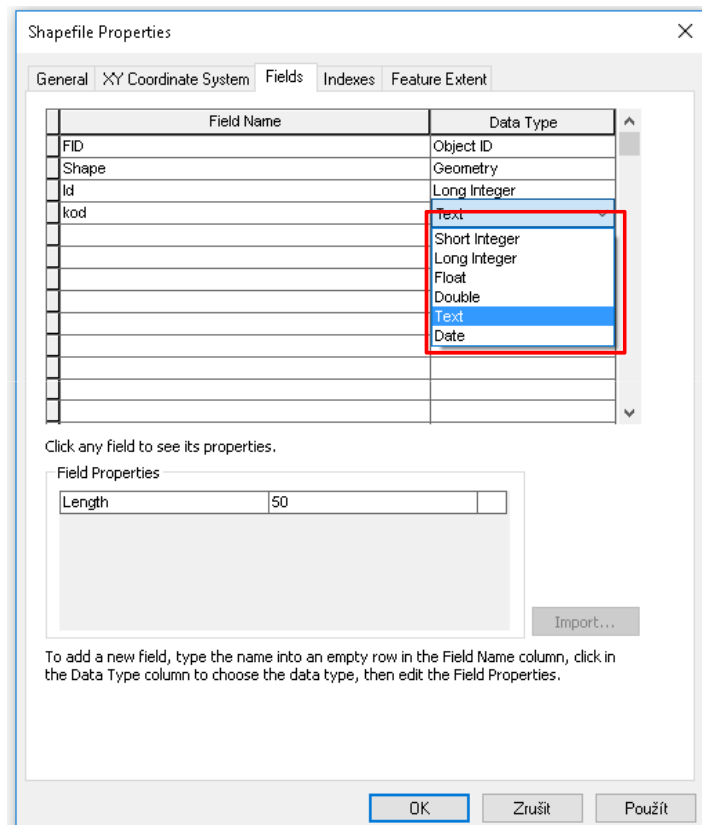 Shapefile Properties
General XY Coordinate System Fields Indexes Feature Extent
Field Name Data Type
FID Object ID
Shape Geometry
Id Long Integer
kod Text
Short Integer
Long Integer
Float
Double
Text
Date
Click any field to see its properties.
Field Properties
Length 50
Import...
To add a new field, type the name into an empty row in the Field Name column, click in
the Data Type column to choose the data type, then edit the Field Properties.
OK Zrušit Použít